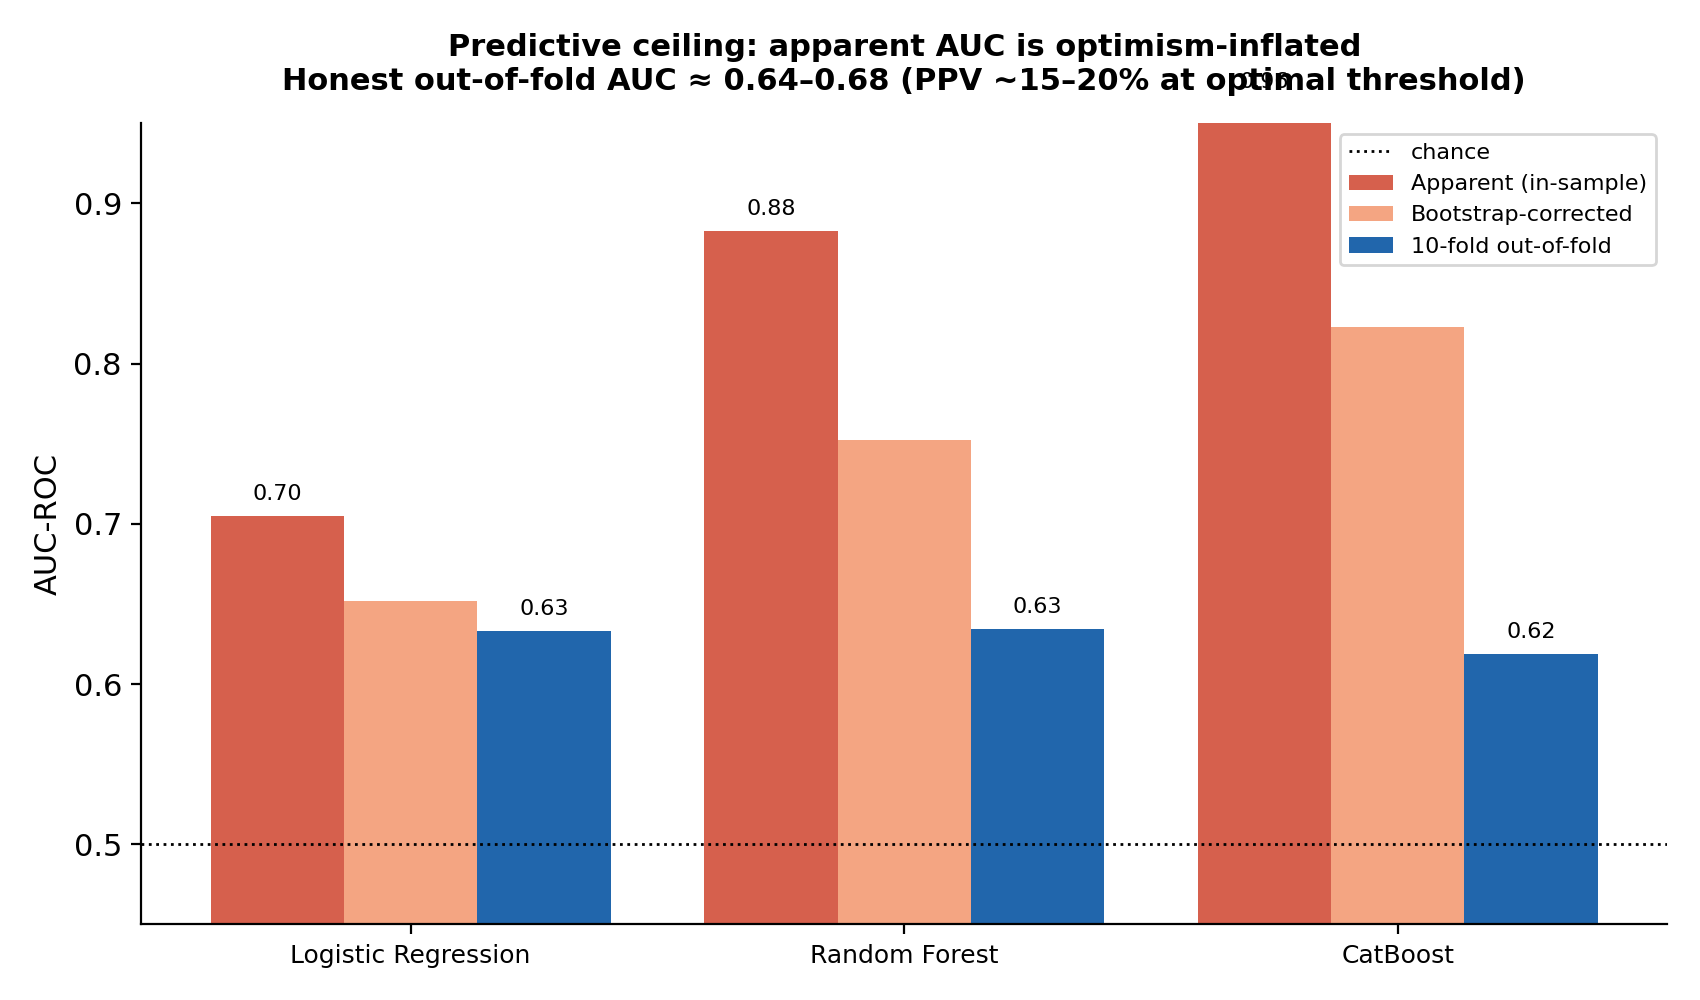 Predictive ceiling: apparent AUC is optimism-inflated
Honest out-of-fold AUC ≈ 0.64–0.68 (PPV ~15–20% at optimal threshold)
chance
Apparent (in-sample)
Bootstrap-corrected
10-fold out-of-fold
AUC-ROC
0.9
0.8
0.7
0.6
0.5
0.70
0.63
0.88
0.63
0.62
Logistic Regression
Random Forest
CatBoost